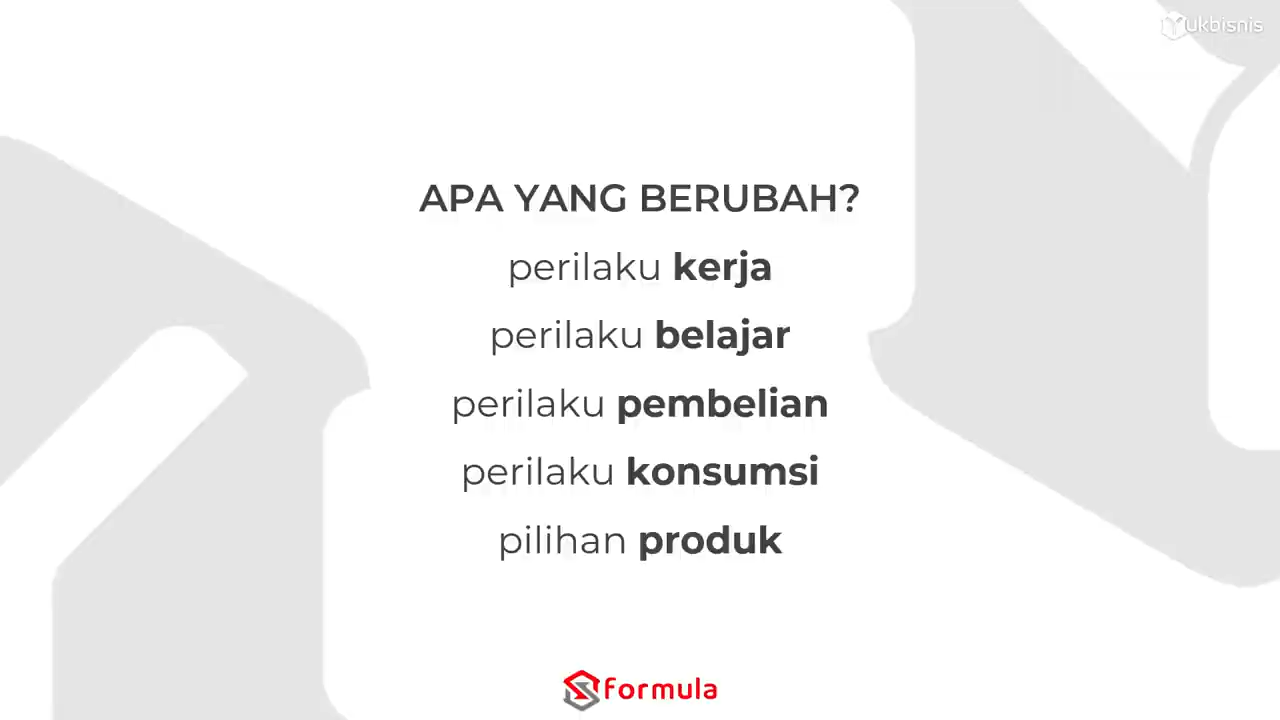 Yukbisnis
APA YANG BERUBAH?
perilaku kerja
perilaku belajar
perilaku pembelian
perilaku konsumsi
pilihan produk
formula